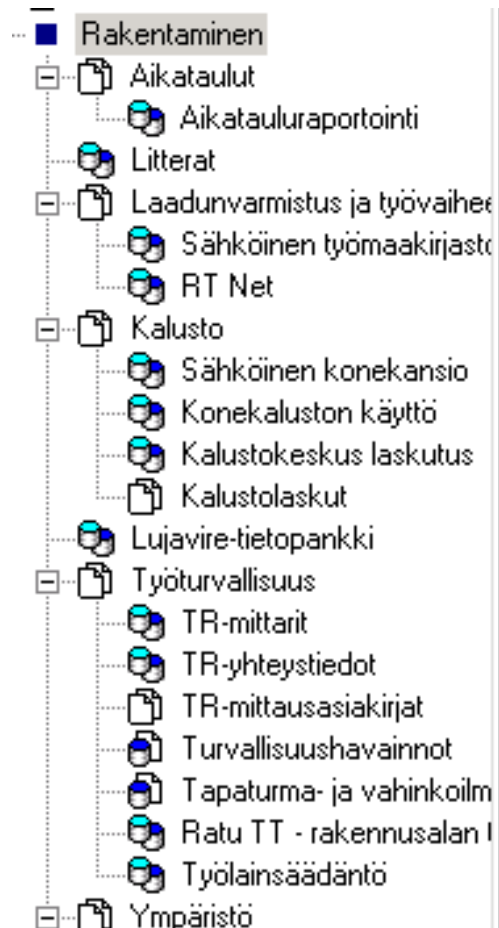 Rakentaminen
Aikataulut
Aikatauluraportointi
Litterat
Laadunvarmistus ja
Sähköinen
RT Net
Kalusto
Sähköinen konekansio
Konekaluston käyttö
Kalustokeskus laskutus
Kalustolaskut
Lujavire-tietopankki
Työturvallisuus
TR-mittarit
TR-yhteystiedot
TR-mittausasiakirjat
Turvallisuushavainnot
Tapaturma- ja
Ratu TT - rakennusalan
Työlainsäädäntö
Ympäristö